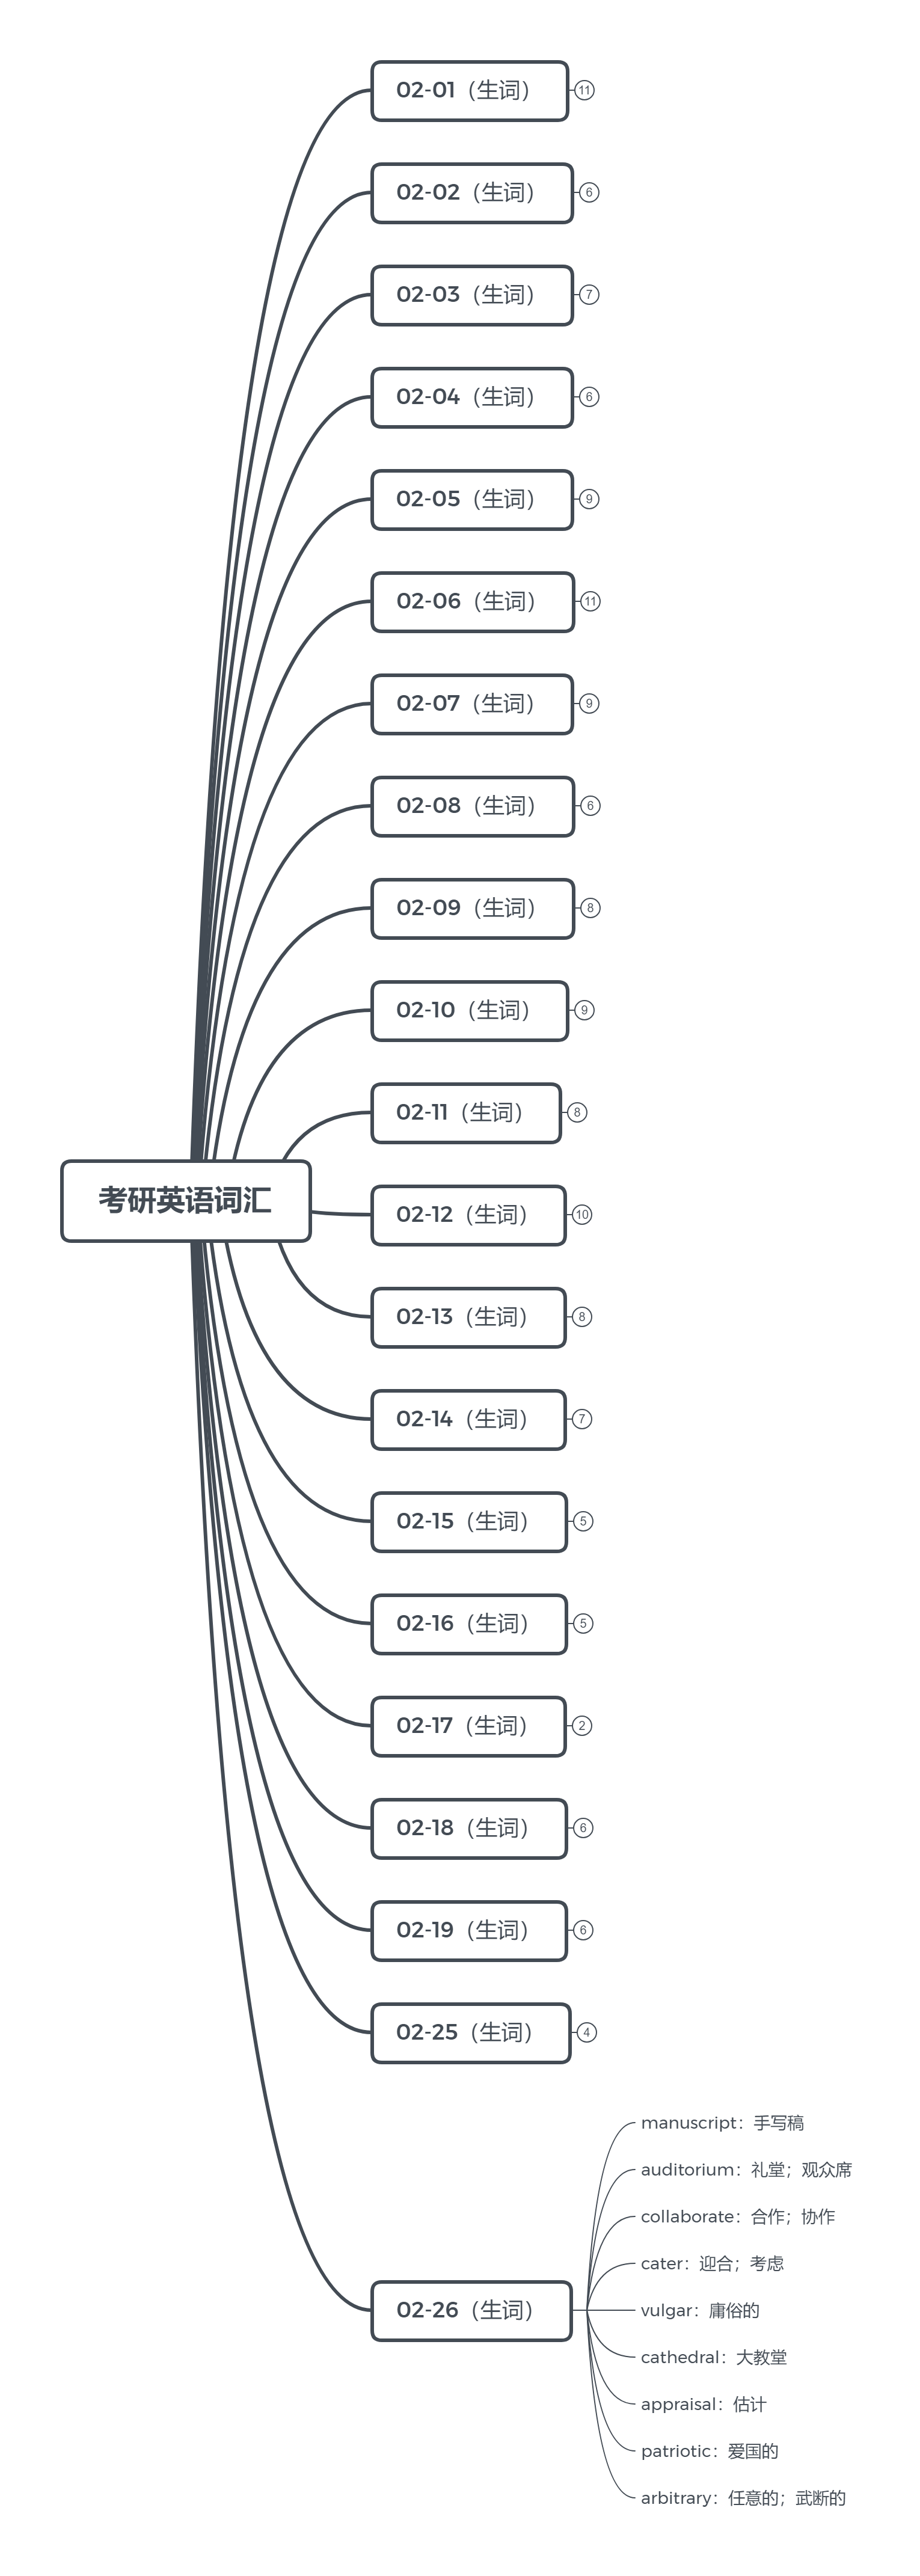 02-01（生词）
11
02-02（生词）
6
02-03（生词）
7
02-04（生词）
6
02-05（生词）
9
02-06（生词）
11
02-07（生词）
9
02-08（生词）
6
02-09（生词）
8
02-10（生词）
9
02-11（生词）
8
考研英语词汇
02-12（生词）
10
02-13（生词）
8
02-14（生词）
7
02-15（生词）
5
02-16（生词）
5
02-17（生词）
2
02-18（生词）
6
02-19（生词）
6
02-25（生词）
4
02-26（生词）
manuscript：手写稿
auditorium：礼堂；观众席
collaborate：合作；协作
cater：迎合；考虑
vulgar：庸俗的
cathedral：大教堂
appraisal：估计
patriotic：爱国的
arbitrary：任意的；武断的